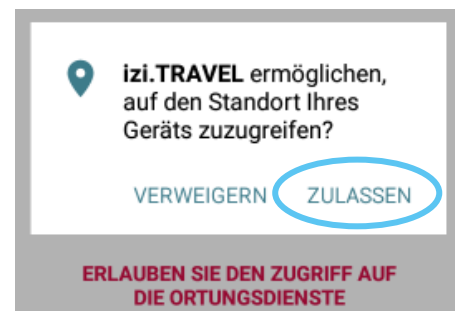 izi.TRAVEL ermöglichen,
auf den Standort Ihres
Geräts zuzugreifen?
VERWEIGERN ZULASSEN
ERLAUBEN SIE DEN ZUGRIFF AUF
DIE ORTUNGSDIENSTE